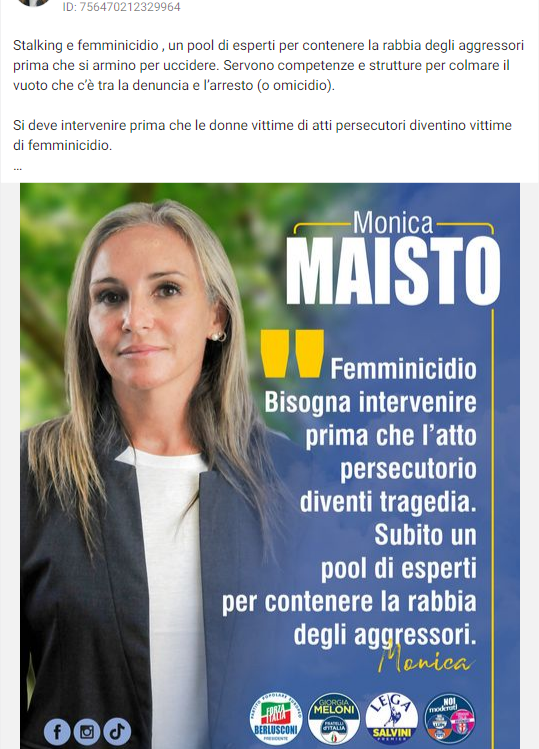 ID: 756470212329964
Stalking e femminicidio , un pool di esperti per contenere la rabbia degli aggressori
prima che si armino per uccidere. Servono competenze e strutture per colmare il
vuoto che c'è tra la denuncia e l'arresto (o omicidio).
Si deve intervenire prima che le donne vittime di atti persecutori diventino vittime
di femminicidio.
...
Monica
MAISTO
Femminicidio
Bisogna intervenire
prima che l'atto
persecutorio
diventi tragedia.
Subito un
pool di esperti
per contenere la rabbia
degli aggressori.
Monica
FORZA
ITALIA
BERLUSCONI
PRESIDENTE
GIORGIA
MELONI
FRATELLI
d'ITALIA
LEGA
SALVINI
PREMIER
NOI
moderati